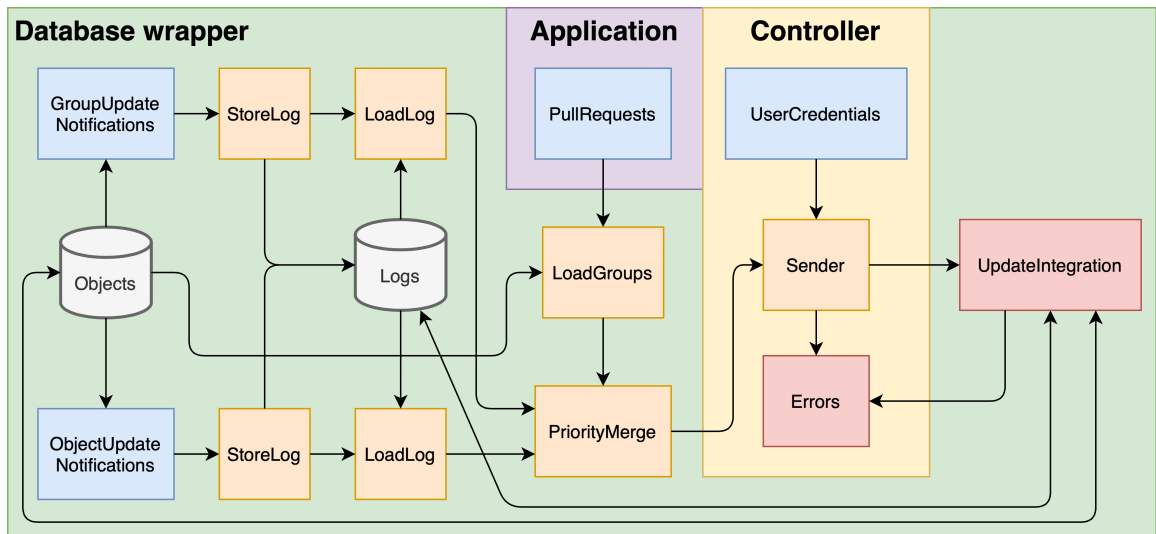 Database wrapper
Application
Controller
GroupUpdate
Notifications
StoreLog
LoadLog
PullRequests
UserCredentials
Objects
Logs
LoadGroups
Sender
UpdateIntegration
ObjectUpdate
Notifications
StoreLog
LoadLog
PriorityMerge
Errors